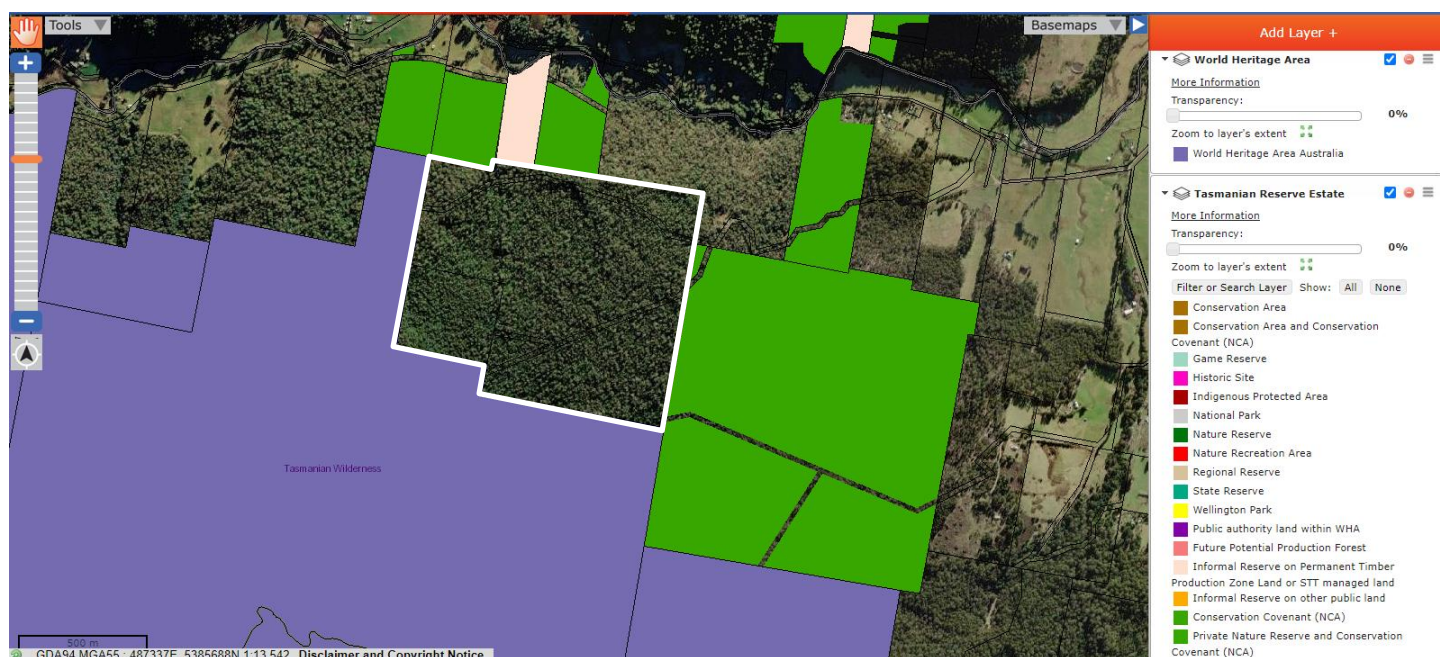 Tools
Basemaps
Add Layer +
World Heritage Area
More Information
Transparency:
0%
Zoom to layer's extent
World Heritage Area Australia
Tasmanian Reserve Estate
More Information
Transparency:
0%
Zoom to layer's extent
Filter or Search Layer Show: All None
Conservation Area
Conservation Area and Conservation
Covenant (NCA)
Game Reserve
Historic Site
Indigenous Protected Area
National Park
Nature Reserve
Nature Recreation Area
Regional Reserve
State Reserve
Wellington Park
Public authority land within WHA
Future Potential Production Forest
Informal Reserve on Permanent Timber
Production Zone Land or STT managed land
Informal Reserve on other public land
Conservation Covenant (NCA)
Private Nature Reserve and Conservation
Covenant (NCA)
Tasmanian Wilderness
500 m
GDA94 MGA55 : 487337E, 5385688N 1:13,542 Disclaimer and Copyright Notice